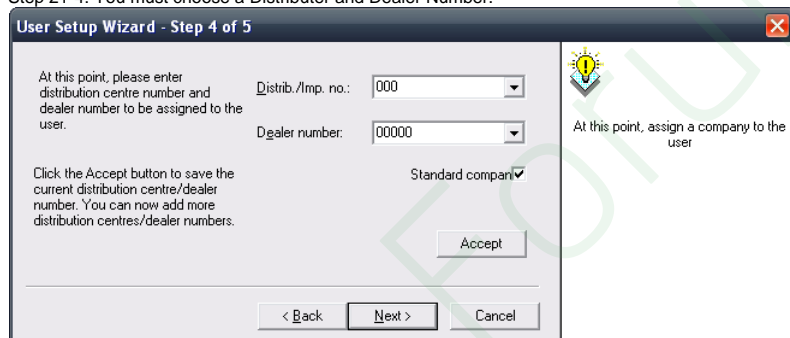 Step 21-4. You must choose a Distributer and Dealer Number.
User Setup Wizard - Step 4 of 5
At this point, please enter
distribution centre number and
dealer number to be assigned to the
user.
Distrib./Imp. no.: 000
Dealer number: 00000
Click the Accept button to save the
current distribution centre/dealer
number. You can now add more
distribution centres/dealer numbers.
Standard compan
Accept
< Back Next > Cancel
At this point, assign a company to the
user
Foru